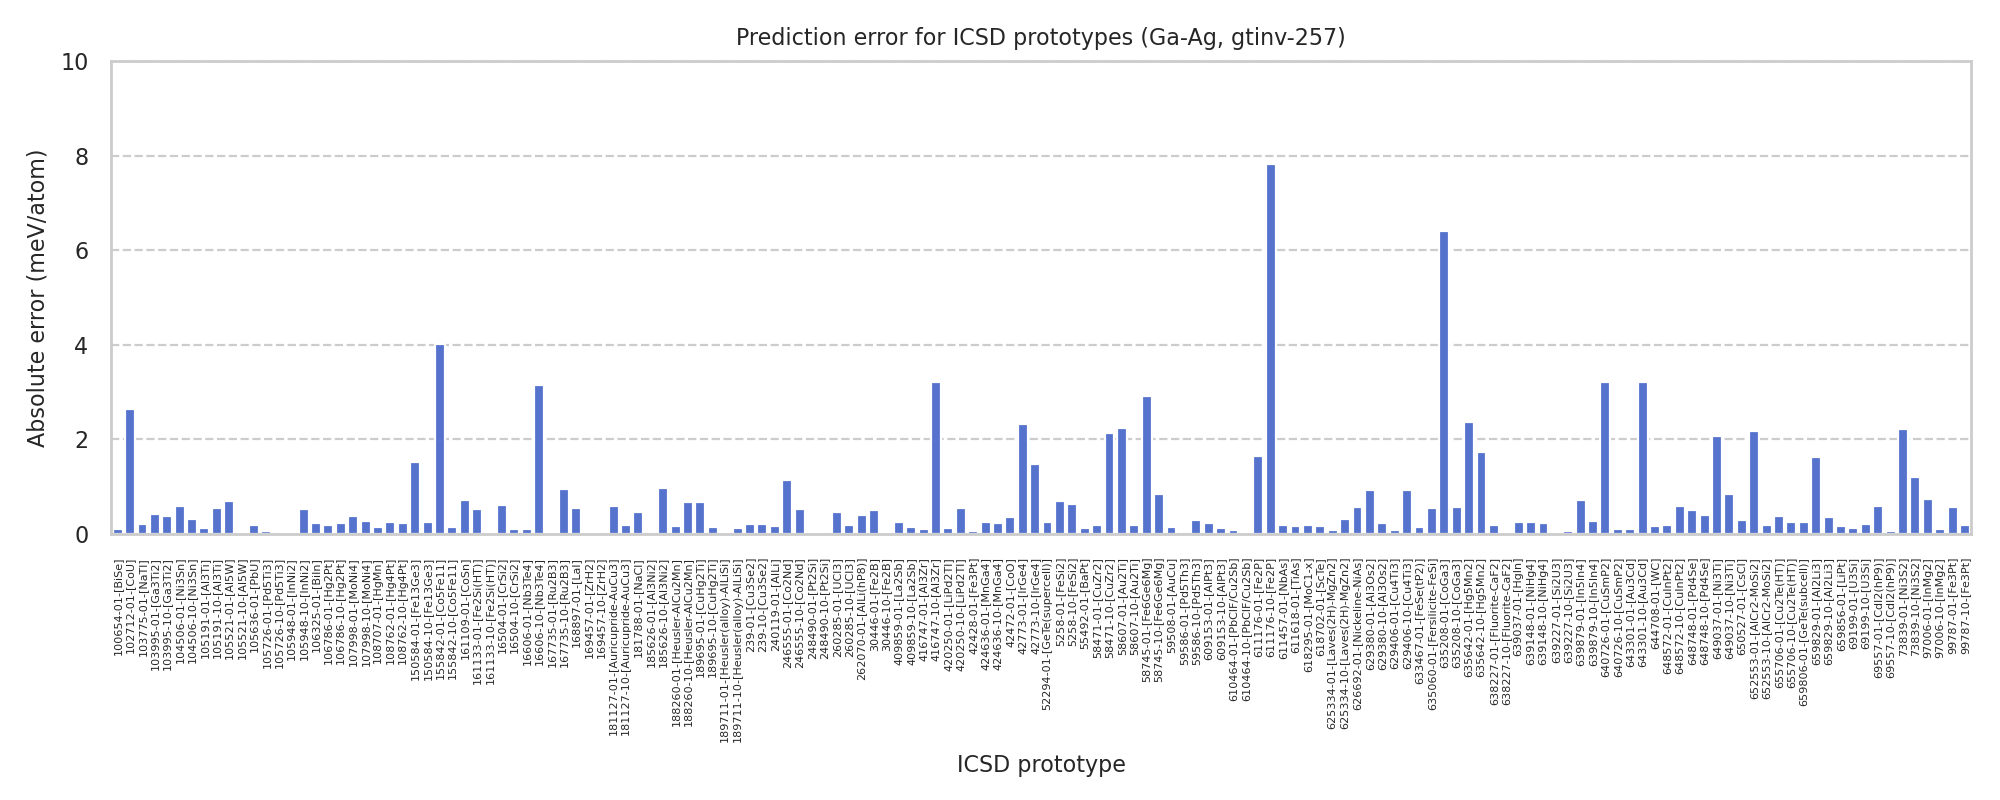 Prediction error for ICSD prototypes (Ga-Ag, gtinv-257)
Absolute error (meV/atom)
10
8
6
4
2
0
100654-01-[BiSe]
102712-01-[CoU]
103775-01-[NaTl]
103995-01-[Ga3Ti2]
103995-10-[Ga3Ti2]
104506-01-[Ni3Sn]
104506-10-[Ni3Sn]
105191-01-[Al3Ti]
105191-10-[Al3Ti]
105521-01-[Al5W]
105521-10-[Al5W]
105636-01-[PbU]
105726-01-[Pd5Ti3]
105726-10-[Pd5Ti3]
105948-01-[InNi2]
105948-10-[InNi2]
106325-01-[BiIn]
106786-01-[Hg2Pt]
106786-10-[Hg2Pt]
107998-01-[MoNi4]
107998-10-[MoNi4]
108707-01-[HgMn]
108762-01-[Hg4Pt]
108762-10-[Hg4Pt]
150584-01-[Fe13Ge3]
150584-10-[Fe13Ge3]
155842-01-[Co5Fe11]
155842-10-[Co5Fe11]
161109-01-[CoSn]
161133-01-[Fe2Si(HT)]
161133-10-[Fe2Si(HT)]
16504-01-[CrSi2]
16504-10-[CrSi2]
16606-01-[Nb3Te4]
16606-10-[Nb3Te4]
167735-01-[Ru2B3]
167735-10-[Ru2B3]
168897-01-[LaI]
169457-01-[ZrH2]
169457-10-[ZrH2]
181127-01-[Auricupride-AuCu3]
181127-10-[Auricupride-AuCu3]
181788-01-[NaCl]
185626-01-[Al3Ni2]
185626-10-[Al3Ni2]
188260-01-[Heusler-AlCu2Mn]
188260-10-[Heusler-AlCu2Mn]
189695-01-[CuHg2Ti]
189695-10-[CuHg2Ti]
189711-01-[Heusler(alloy)-AlLiSi]
189711-10-[Heusler(alloy)-AlLiSi]
239-01-[Cu3Se2]
239-10-[Cu3Se2]
240119-01-[AlLi]
246555-01-[Co2Nd]
246555-10-[Co2Nd]
248490-01-[Pt2Si]
248490-10-[Pt2Si]
260285-01-[UCl3]
260285-10-[UCl3]
262070-01-[AlLi(hP8)]
30446-01-[Fe2B]
30446-10-[Fe2B]
409859-01-[La2Sb]
409859-10-[La2Sb]
416747-01-[Al3Zr]
416747-10-[Al3Zr]
420250-01-[LiPd2Tl]
420250-10-[LiPd2Tl]
42428-01-[Fe3Pt]
424636-01-[MnGa4]
424636-10-[MnGa4]
42472-01-[CoO]
42773-01-[IrGe4]
42773-10-[IrGe4]
52294-01-[GeTe(supercell)]
5258-01-[FeSi2]
5258-10-[FeSi2]
55492-01-[BaPt]
58471-01-[CuZr2]
58471-10-[CuZr2]
58607-01-[Au2Ti]
58607-10-[Au2Ti]
58745-01-[Fe6Ge6Mg]
58745-10-[Fe6Ge6Mg]
59508-01-[AuCu]
59586-01-[Pd5Th3]
59586-10-[Pd5Th3]
609153-01-[AlPt3]
609153-10-[AlPt3]
610464-01-[PbClF/Cu2Sb]
610464-10-[PbClF/Cu2Sb]
611176-01-[Fe2P]
611176-10-[Fe2P]
611457-01-[NbAs]
611618-01-[TiAs]
618295-01-[MoC1-x]
618702-01-[ScTe]
625334-01-[Laves(2H)-MgZn2]
625334-10-[Laves(2H)-MgZn2]
626692-01-[Nickeline-NiAs]
629380-01-[Al3Os2]
629380-10-[Al3Os2]
629406-01-[Cu4Ti3]
629406-10-[Cu4Ti3]
633467-01-[FeSe(tP2)]
635060-01-[Fersilicite-FeSi]
635208-01-[CoGa3]
635208-10-[CoGa3]
635642-01-[Hg5Mn2]
635642-10-[Hg5Mn2]
638227-01-[Fluorite-CaF2]
638227-10-[Fluorite-CaF2]
639037-01-[HgIn]
639148-01-[NiHg4]
639148-10-[NiHg4]
639227-01-[Si2U3]
639227-10-[Si2U3]
639879-01-[In5In4]
639879-10-[In5In4]
640726-01-[CuSmP2]
640726-10-[CuSmP2]
643301-01-[Au3Cd]
643301-10-[Au3Cd]
644708-01-[WC]
648572-01-[CuInPt2]
648572-10-[CuInPt2]
648748-01-[Pd4Se]
648748-10-[Pd4Se]
649037-01-[Ni3Ti]
649037-10-[Ni3Ti]
650527-01-[CsCl]
652553-01-[AlCr2-MoSi2]
652553-10-[AlCr2-MoSi2]
655706-01-[Cu2Te(HT)]
655706-10-[Cu2Te(HT)]
659806-01-[GeTe(subcell)]
659829-01-[Al2Li3]
659829-10-[Al2Li3]
659856-01-[LiPt]
69199-01-[U3Si]
69199-10-[U3Si]
69557-01-[CdI2(hP9)]
69557-10-[CdI2(hP9)]
73839-01-[Ni3S2]
73839-10-[Ni3S2]
97006-01-[InMg2]
97006-10-[InMg2]
99787-01-[Fe3Pt]
99787-10-[Fe3Pt]
ICSD prototype